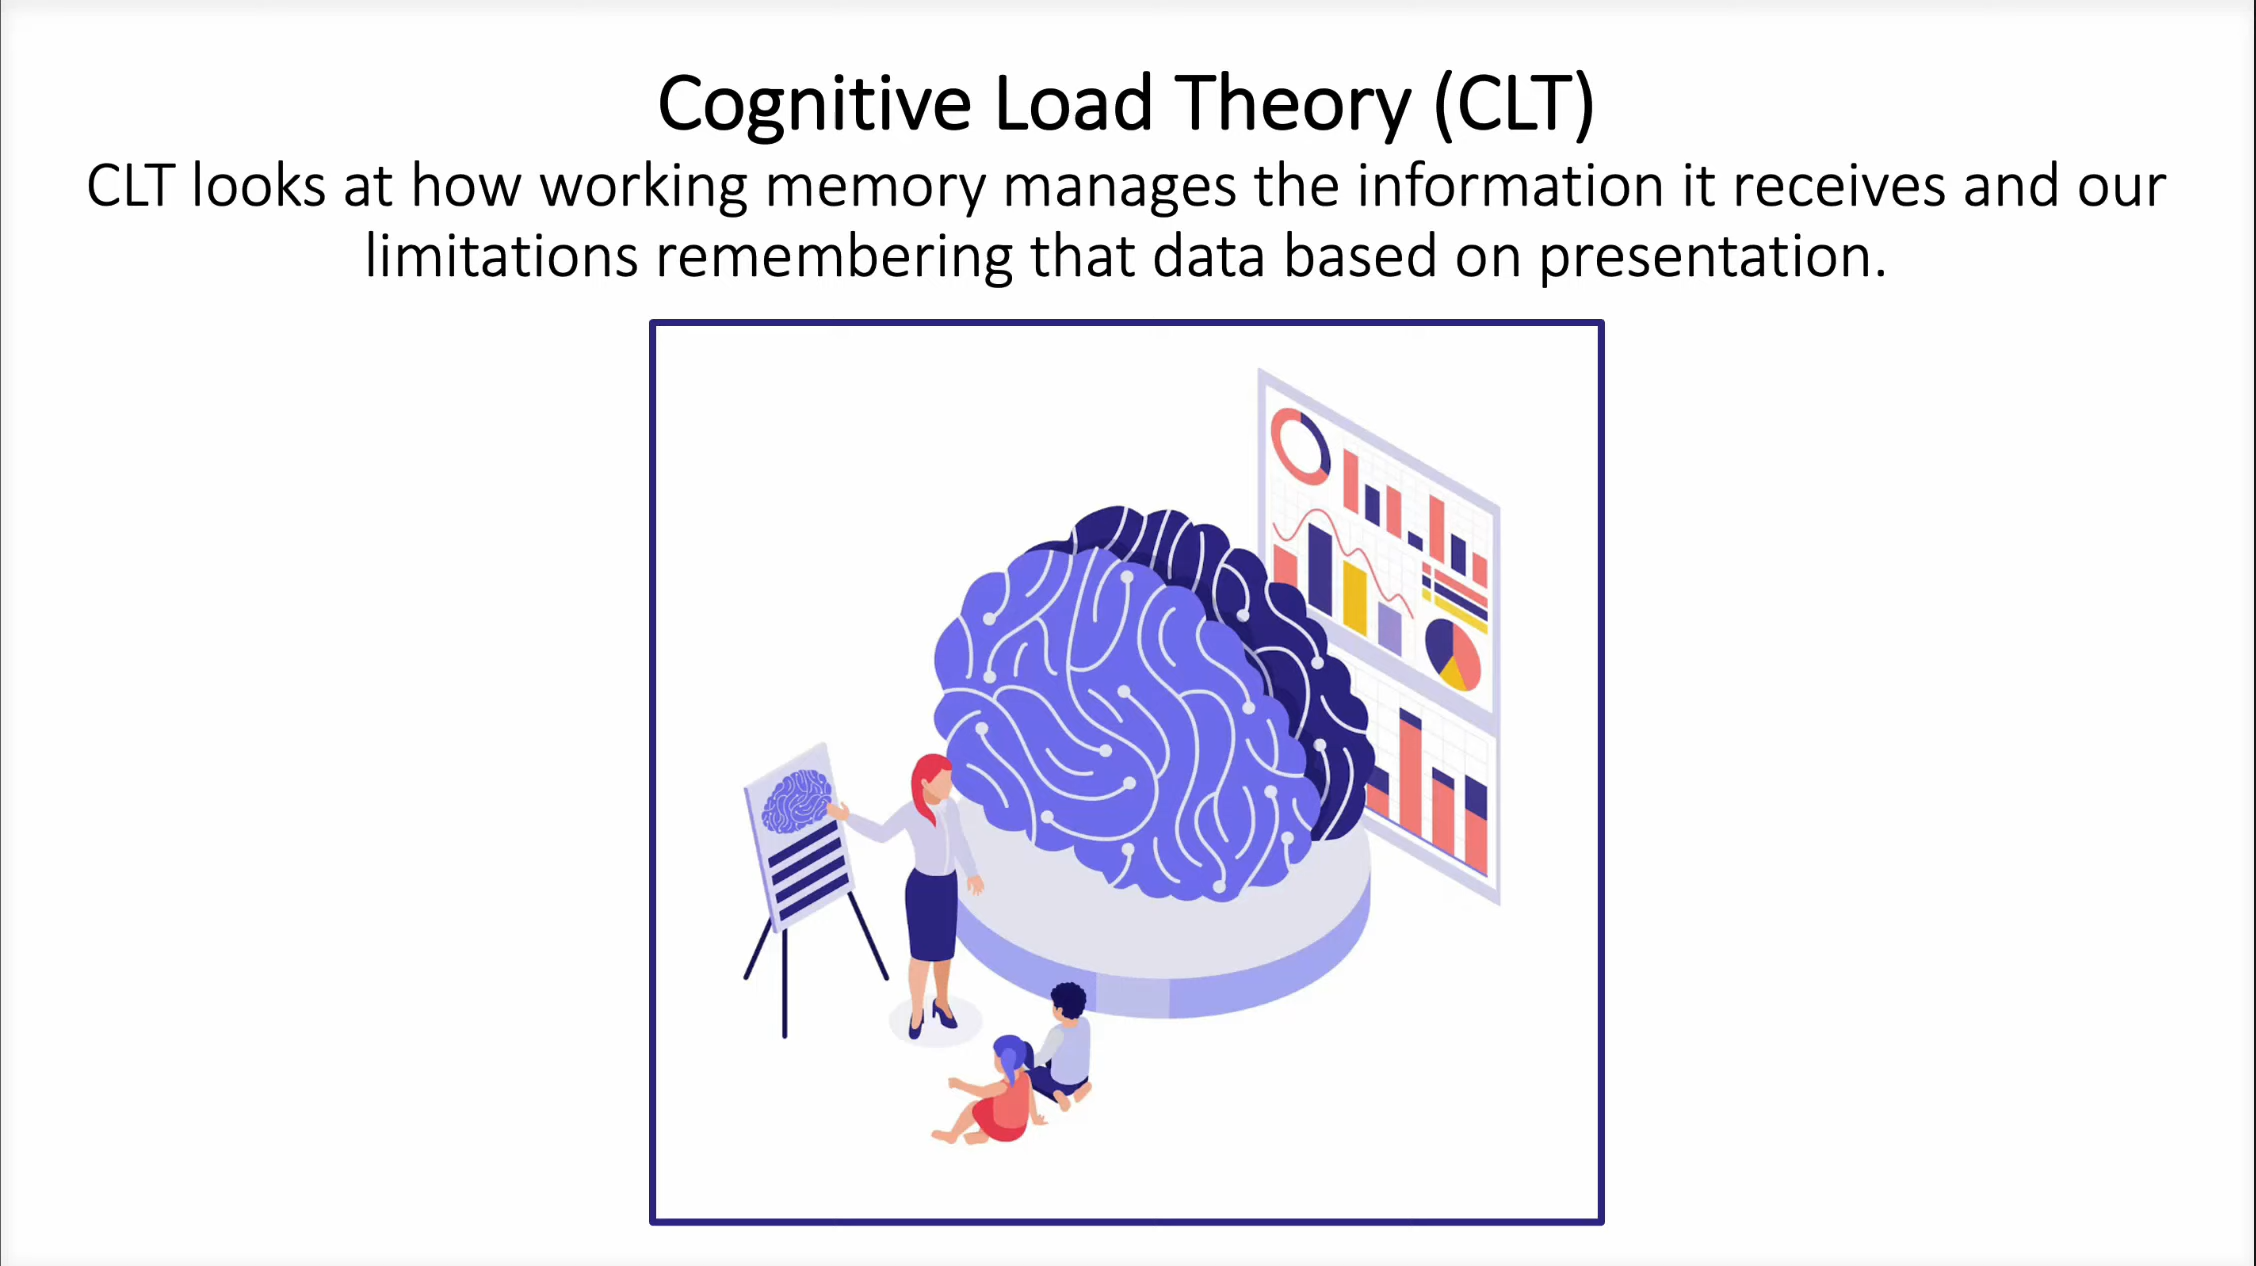 Cognitive Load Theory (CLT)
CLT looks at how working memory manages the information it receives and our
limitations remembering that data based on presentation.